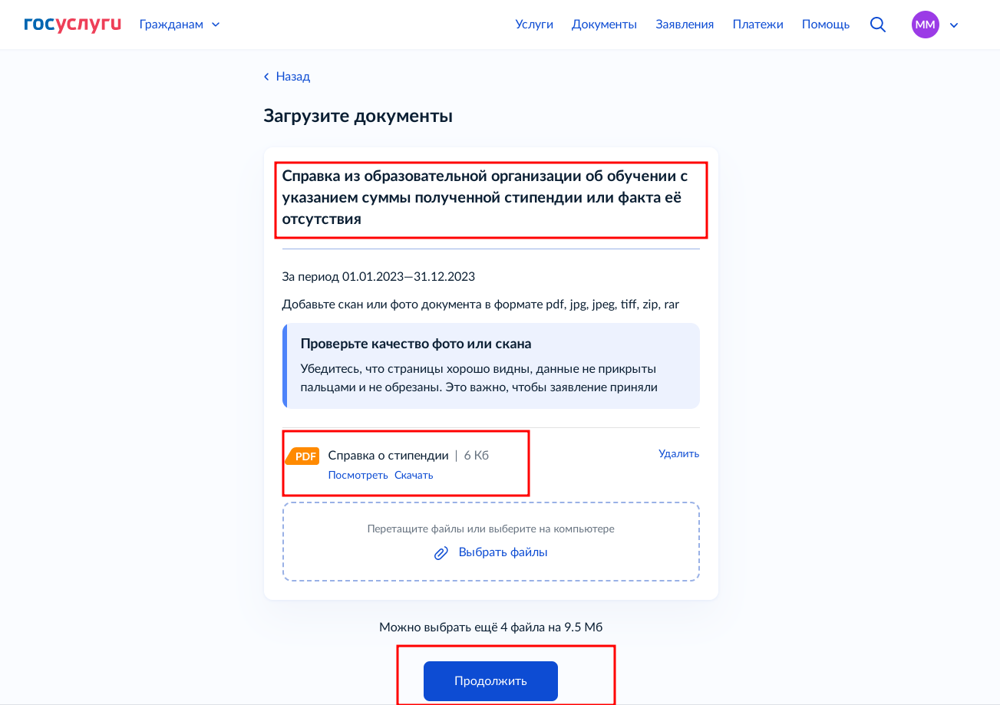 госуслуги Гражданам Услуги Документы Заявления Платежи Помощь ММ
Назад
Загрузите документы
Справка из образовательной организации об обучении с
указанием суммы полученной стипендии или факта её
отсутствия
За период 01.01.2023—31.12.2023
Добавьте скан или фото документа в формате pdf, jpg, jpeg, tiff, zip, rar
Проверьте качество фото или скана
Убедитесь, что страницы хорошо видны, данные не прикрыты
пальцами и не обрезаны. Это важно, чтобы заявление приняли
PDF Справка о стипендии | 6 Кб Удалить
Посмотреть Скачать
Перетащите файлы или выберите на компьютере
Выбрать файлы
Можно выбрать ещё 4 файла на 9.5 Мб
Продолжить